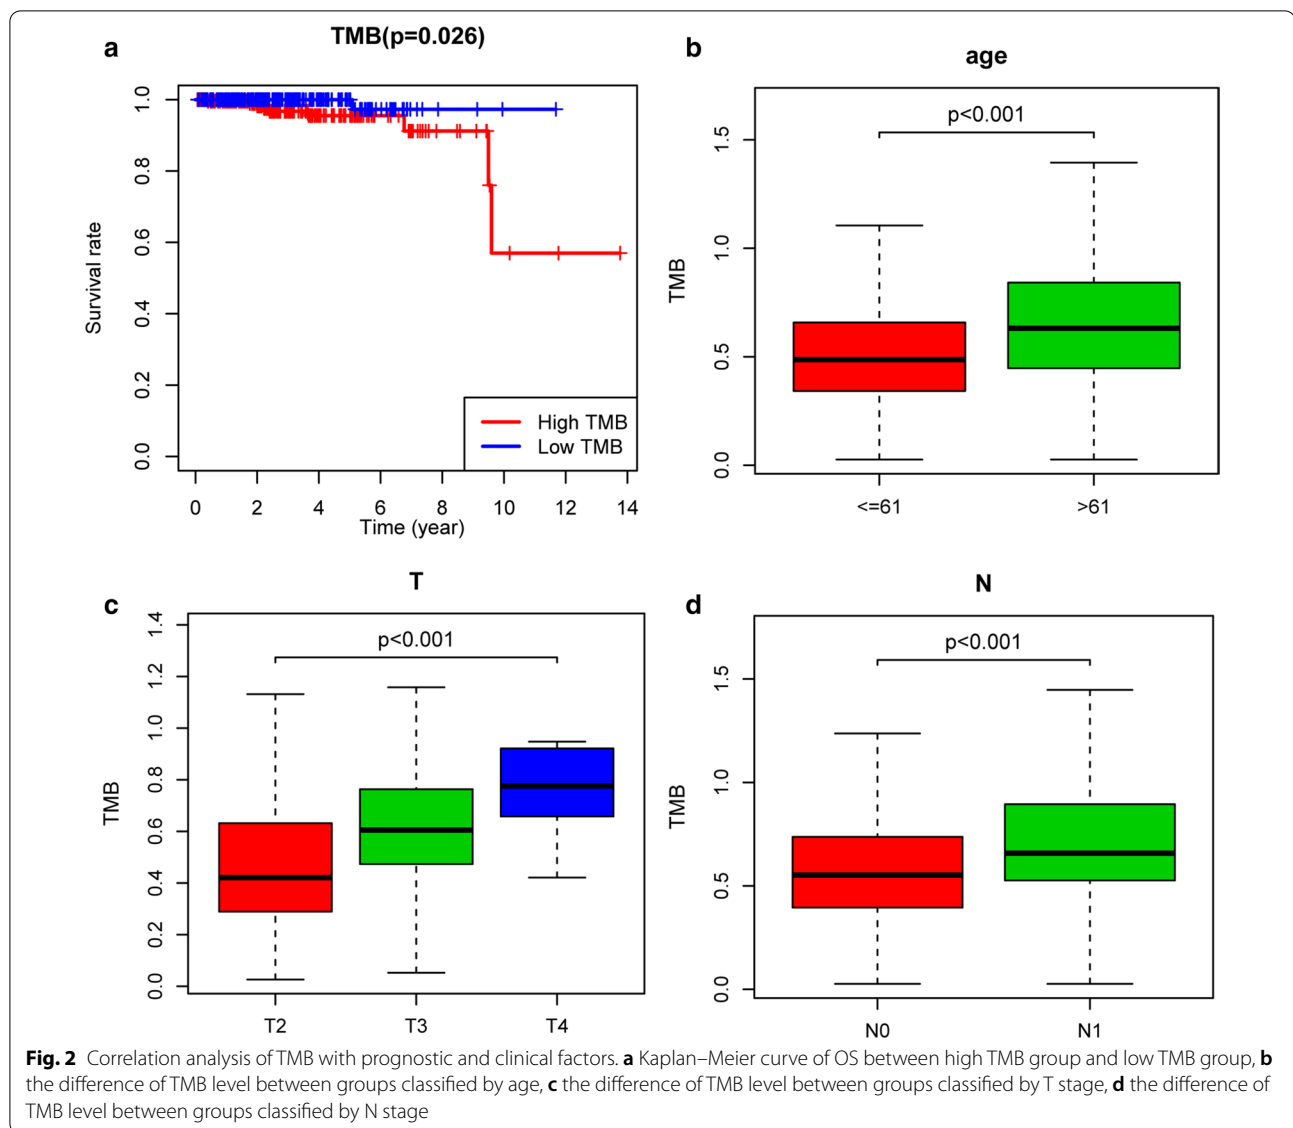 a
TMB(p=0.026)
Survival rate
1.0
0.8
0.6
0.4
0.2
0.0
High TMB
Low TMB
0 2 4 6 8 10 12 14
Time (year)
b
age
p<0.001
TMB
1.5
1.0
0.5
0.0
<=61 >61
c
T
p<0.001
TMB
1.4
1.2
1.0
0.8
0.6
0.4
0.2
0.0
T2 T3 T4
d
N
p<0.001
TMB
1.5
1.0
0.5
0.0
N0 N1
Fig. 2 Correlation analysis of TMB with prognostic and clinical factors. a Kaplan–Meier curve of OS between high TMB group and low TMB group, b
the difference of TMB level between groups classified by age, c the difference of TMB level between groups classified by T stage, d the difference of
TMB level between groups classified by N stage